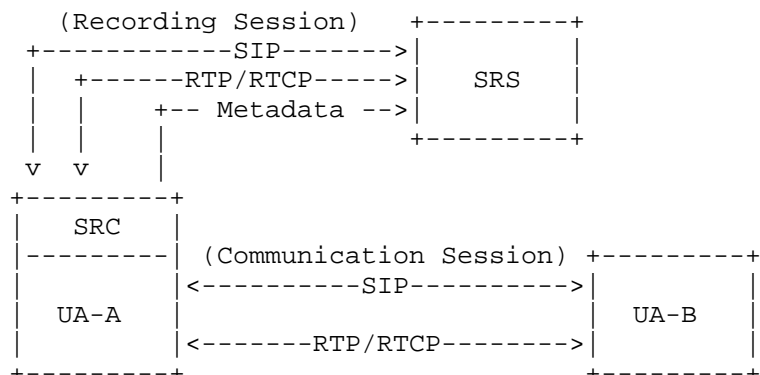 (Recording Session)      +---------+
 +------------SIP------->|         |
 |  +------RTP/RTCP----->|   SRS   |
 |  |    +-- Metadata -->|         |
 |  |    |               +---------+
 v  v    |
+---------+
|   SRC   |
|---------| (Communication Session) +---------+
|         |<----------SIP---------->|         |
|  UA-A   |                         |  UA-B   |
|         |<-------RTP/RTCP-------->|         |
+---------+                         +---------+